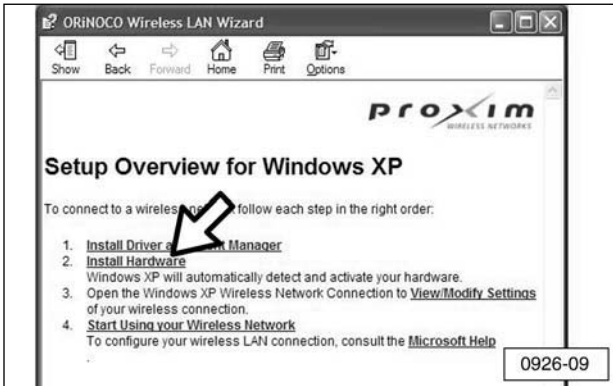 ORiNOCO Wireless LAN Wizard
Show Back Forward Home Print Options
proxim
WIRELESS NETWORKS
Setup Overview for Windows XP
To connect to a wireless follow each step in the right order:
1. Install Driver Manager
2. Install Hardware
Windows XP will automatically detect and activate your hardware.
3. Open the Windows XP Wireless Network Connection to View/Modify Settings
of your wireless connection.
4. Start Using your Wireless Network
To configure your wireless LAN connection, consult the Microsoft Help
.
0926-09